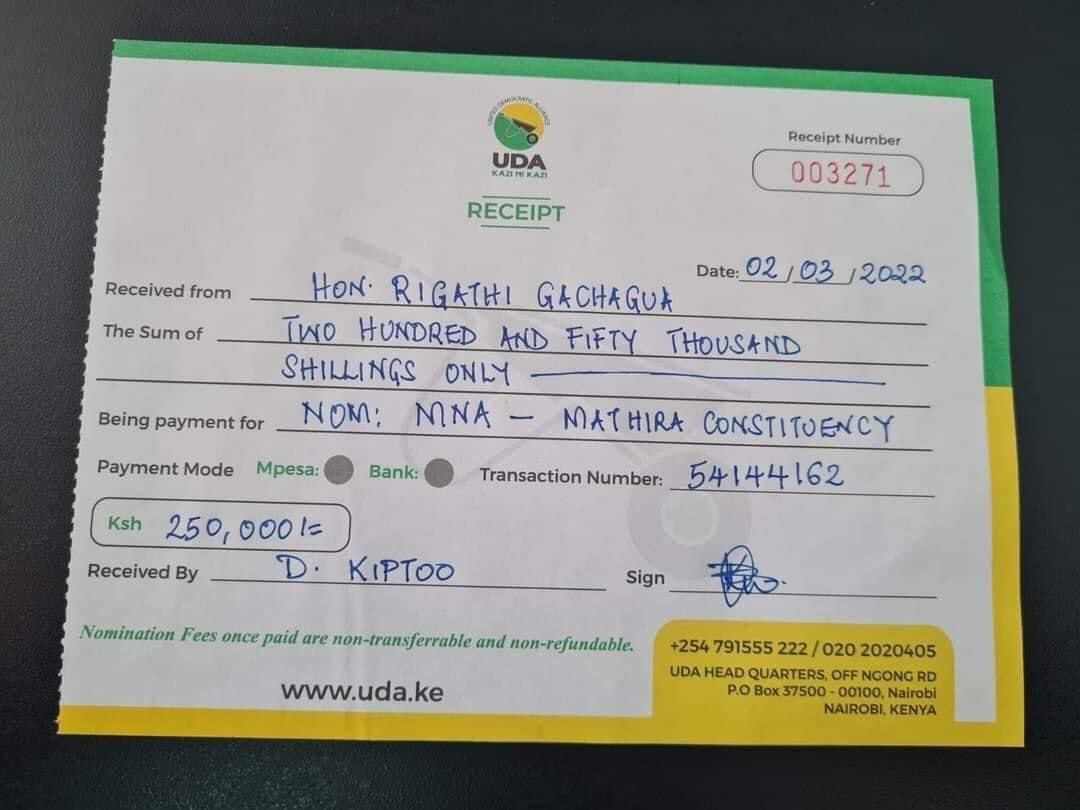 UNITED DEMOCRATIC ALLIANCE
UDA
KAZI NI KAZI
RECEIPT
Receipt Number
003271
Date: 02 / 03 / 2022
Received from HON. RIGATHI GACHAGUA
The Sum of TWO HUNDRED AND FIFTY THOUSAND
SHILLINGS ONLY
Being payment for NOM: MNA – MATHIRA CONSTITUENCY
Payment Mode Mpesa: Bank: Transaction Number: 54144162
Ksh 250,000/=
Received By D. KIPTOO Sign
Nomination Fees once paid are non-transferrable and non-refundable.
www.uda.ke
+254 791555 222 / 020 2020405
UDA HEAD QUARTERS, OFF NGONG RD
P.O Box 37500 - 00100, Nairobi
NAIROBI, KENYA